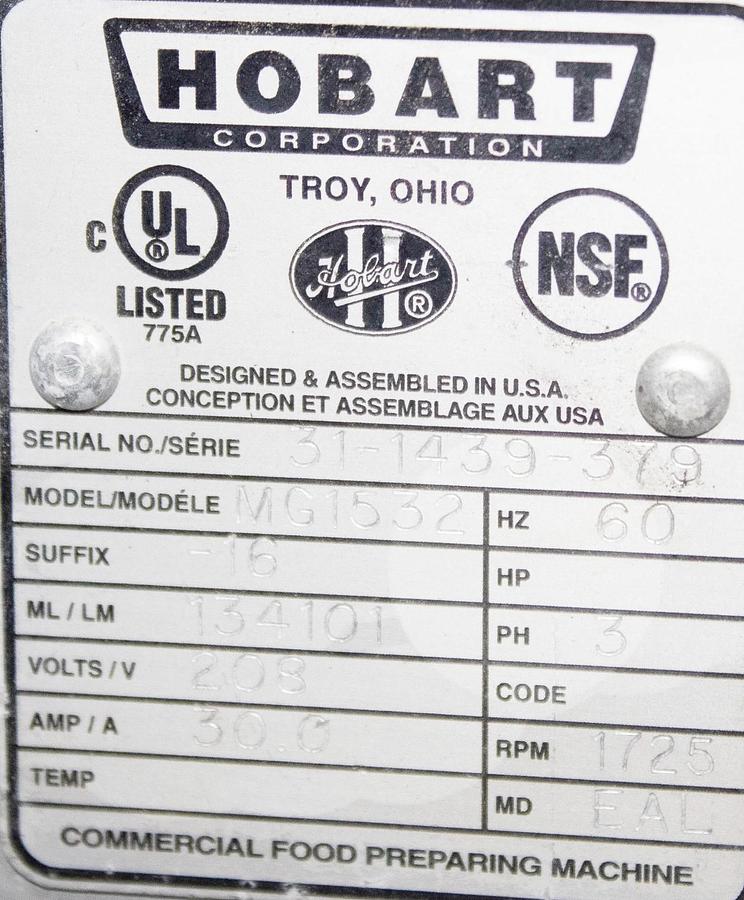 HOBART
CORPORATION
TROY, OHIO
C UL ® LISTED 775A
Hobart ®
NSF®
DESIGNED & ASSEMBLED IN U.S.A.
CONCEPTION ET ASSEMBLAGE AUX USA
SERIAL NO./SÉRIE 31-1439-379
MODEL/MODÉLE MG1532
HZ 60
SUFFIX -16
HP
ML / LM 134101
PH 3
VOLTS / V 208
CODE
AMP / A 30.0
RPM 1725
TEMP
MD EAL
COMMERCIAL FOOD PREPARING MACHINE